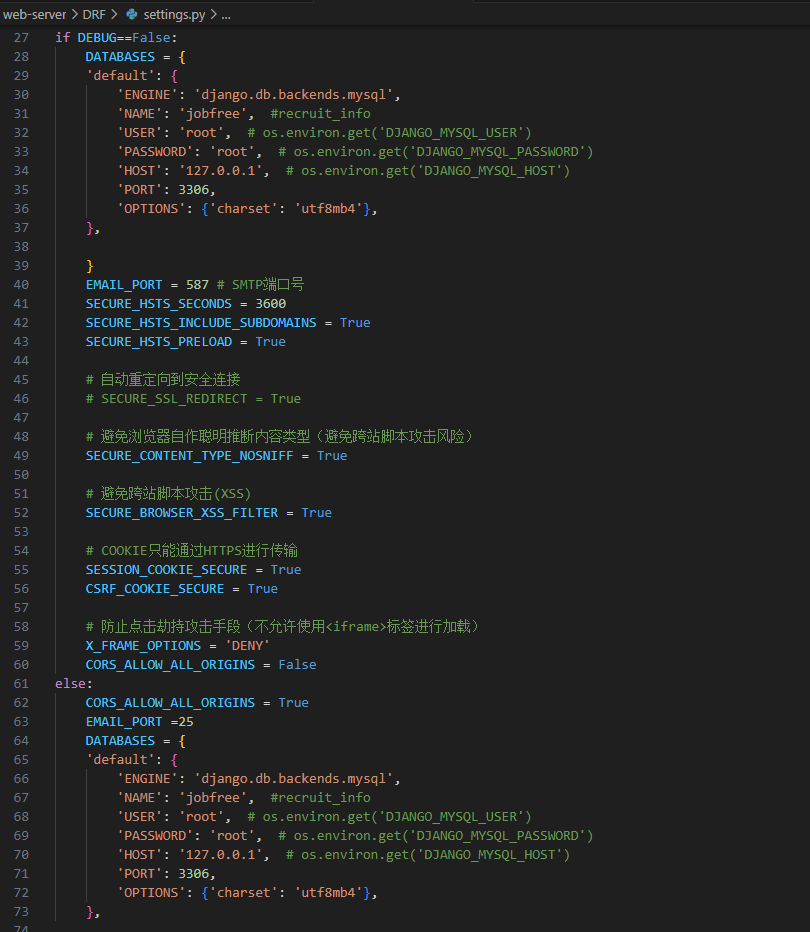 web-server > DRF > settings.py > ...
27 if DEBUG==False:
28     DATABASES = {
29     'default': {
30         'ENGINE': 'django.db.backends.mysql',
31         'NAME': 'jobfree',  #recruit_info
32         'USER': 'root',  # os.environ.get('DJANGO_MYSQL_USER')
33         'PASSWORD': 'root',  # os.environ.get('DJANGO_MYSQL_PASSWORD')
34         'HOST': '127.0.0.1',  # os.environ.get('DJANGO_MYSQL_HOST')
35         'PORT': 3306,
36         'OPTIONS': {'charset': 'utf8mb4'},
37     },
38
39     }
40     EMAIL_PORT = 587 # SMTP端口号
41     SECURE_HSTS_SECONDS = 3600
42     SECURE_HSTS_INCLUDE_SUBDOMAINS = True
43     SECURE_HSTS_PRELOAD = True
44
45     # 自动重定向到安全连接
46     # SECURE_SSL_REDIRECT = True
47
48     # 避免浏览器自作聪明推断内容类型（避免跨站脚本攻击风险）
49     SECURE_CONTENT_TYPE_NOSNIFF = True
50
51     # 避免跨站脚本攻击(XSS)
52     SECURE_BROWSER_XSS_FILTER = True
53
54     # COOKIE只能通过HTTPS进行传输
55     SESSION_COOKIE_SECURE = True
56     CSRF_COOKIE_SECURE = True
57
58     # 防止点击劫持攻击手段（不允许使用<iframe>标签进行加载）
59     X_FRAME_OPTIONS = 'DENY'
60     CORS_ALLOW_ALL_ORIGINS = False
61 else:
62     CORS_ALLOW_ALL_ORIGINS = True
63     EMAIL_PORT =25
64     DATABASES = {
65     'default': {
66         'ENGINE': 'django.db.backends.mysql',
67         'NAME': 'jobfree',  #recruit_info
68         'USER': 'root',  # os.environ.get('DJANGO_MYSQL_USER')
69         'PASSWORD': 'root',  # os.environ.get('DJANGO_MYSQL_PASSWORD')
70         'HOST': '127.0.0.1',  # os.environ.get('DJANGO_MYSQL_HOST')
71         'PORT': 3306,
72         'OPTIONS': {'charset': 'utf8mb4'},
73     },
74